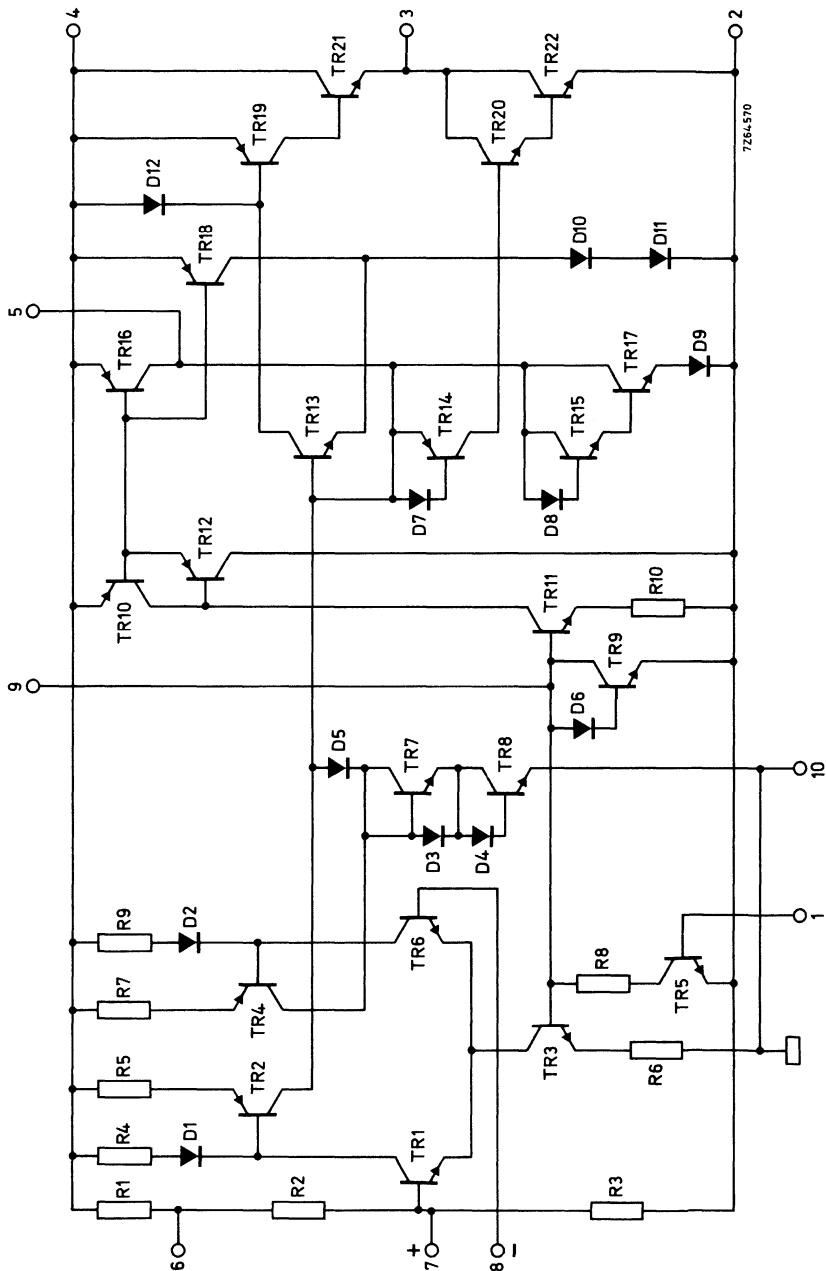 4
3
2
TR21
TR22
TR19
TR20
7Z64570
D12
TR18
D10
D11
5
TR16
TR17
D9
TR13
TR14
TR15
D7
D8
TR12
TR10
TR11
R10
9
TR9
D6
D5
TR7
TR8
D3
D4
10
R9
D2
TR6
1
R7
TR4
R8
TR5
TR3
R6
R5
TR2
R4
D1
TR1
R1
R2
R3
6
+
7
8
−